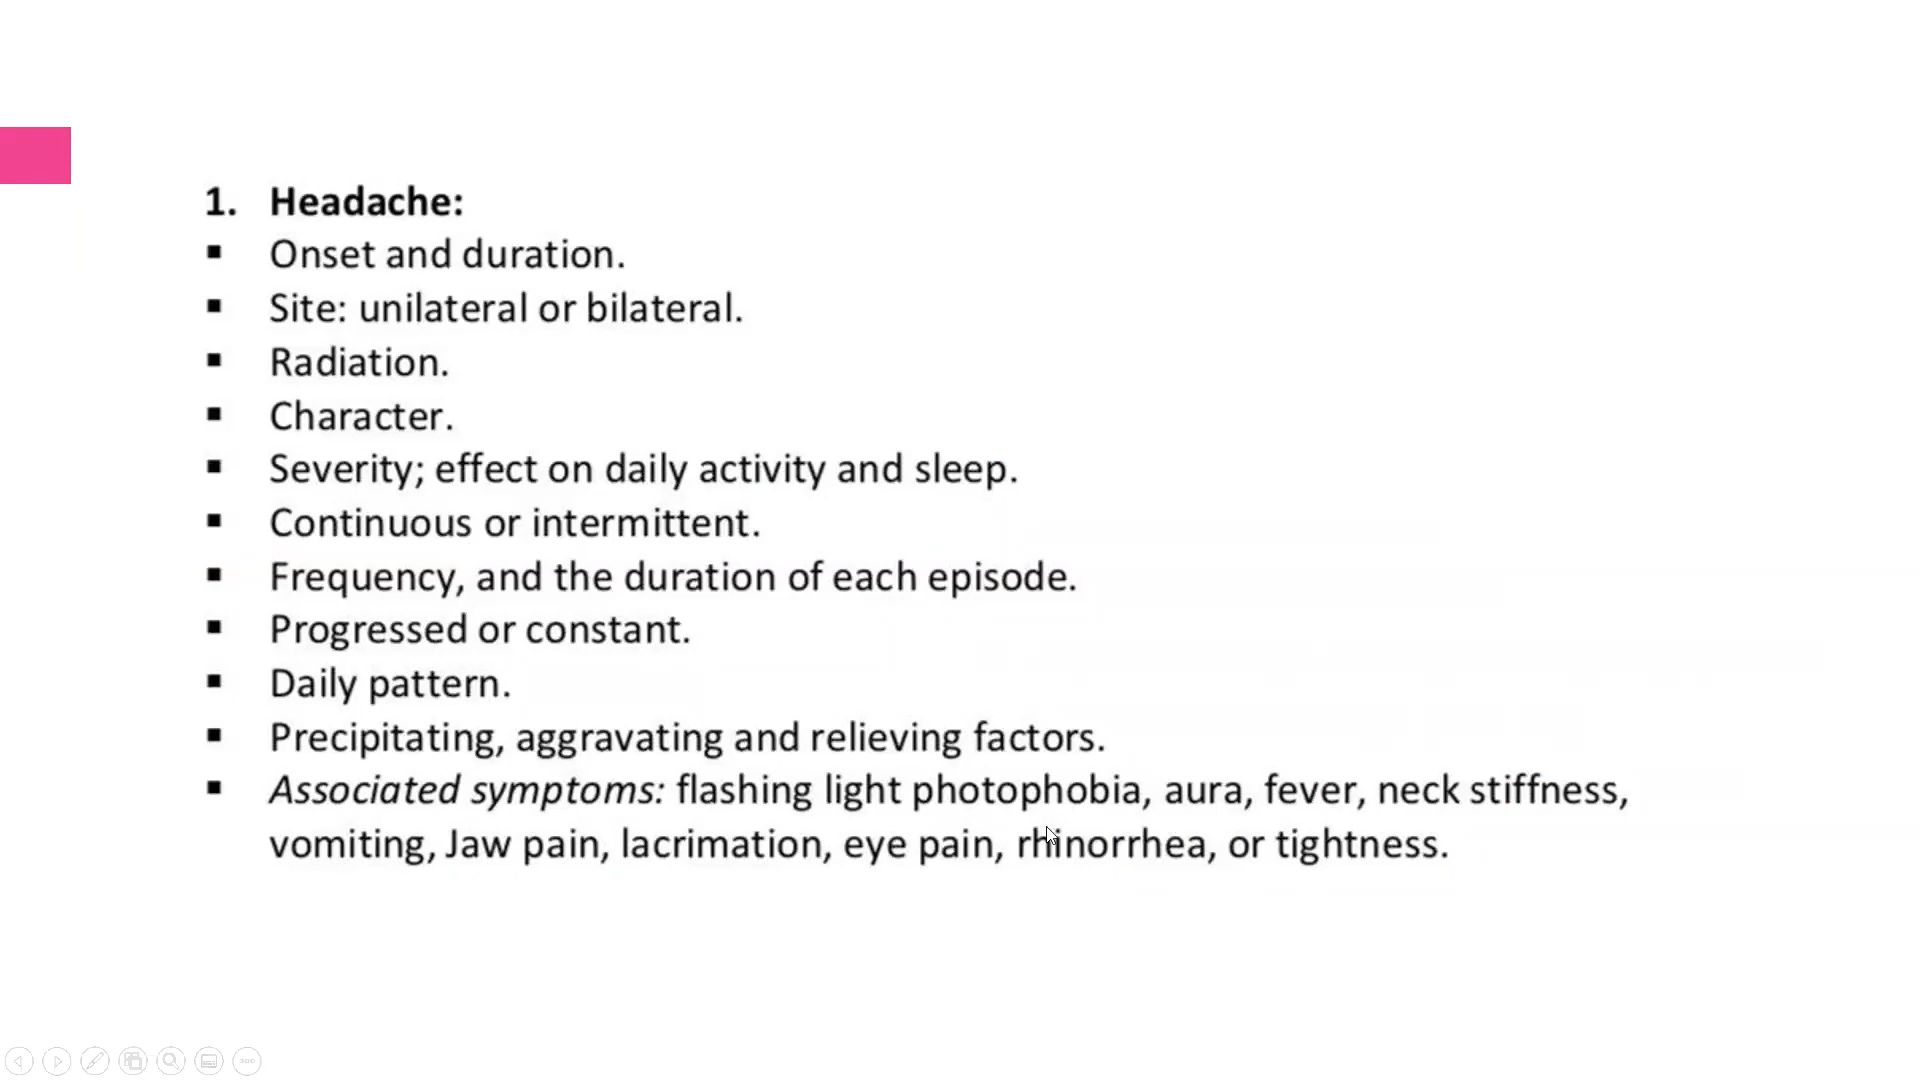 1. Headache:
▪ Onset and duration.
▪ Site: unilateral or bilateral.
▪ Radiation.
▪ Character.
▪ Severity; effect on daily activity and sleep.
▪ Continuous or intermittent.
▪ Frequency, and the duration of each episode.
▪ Progressed or constant.
▪ Daily pattern.
▪ Precipitating, aggravating and relieving factors.
▪ Associated symptoms: flashing light photophobia, aura, fever, neck stiffness,
vomiting, Jaw pain, lacrimation, eye pain, rhinorrhea, or tightness.